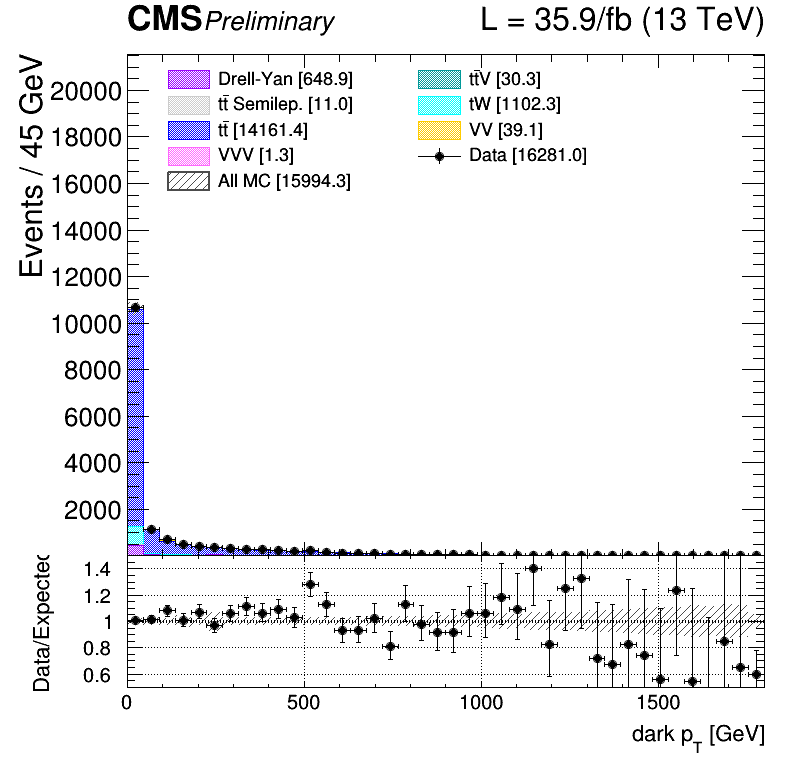 CMS Preliminary L = 35.9/fb (13 TeV)
Events / 45 GeV
20000
18000
16000
14000
12000
10000
8000
6000
4000
2000
Drell-Yan [648.9]
tt̄ Semilep. [11.0]
tt̄ [14161.4]
VVV [1.3]
All MC [15994.3]
tt̄V [30.3]
tW [1102.3]
VV [39.1]
Data [16281.0]
Data/Expected
1.4
1.2
1
0.8
0.6
0 500 1000 1500
dark p_T [GeV]